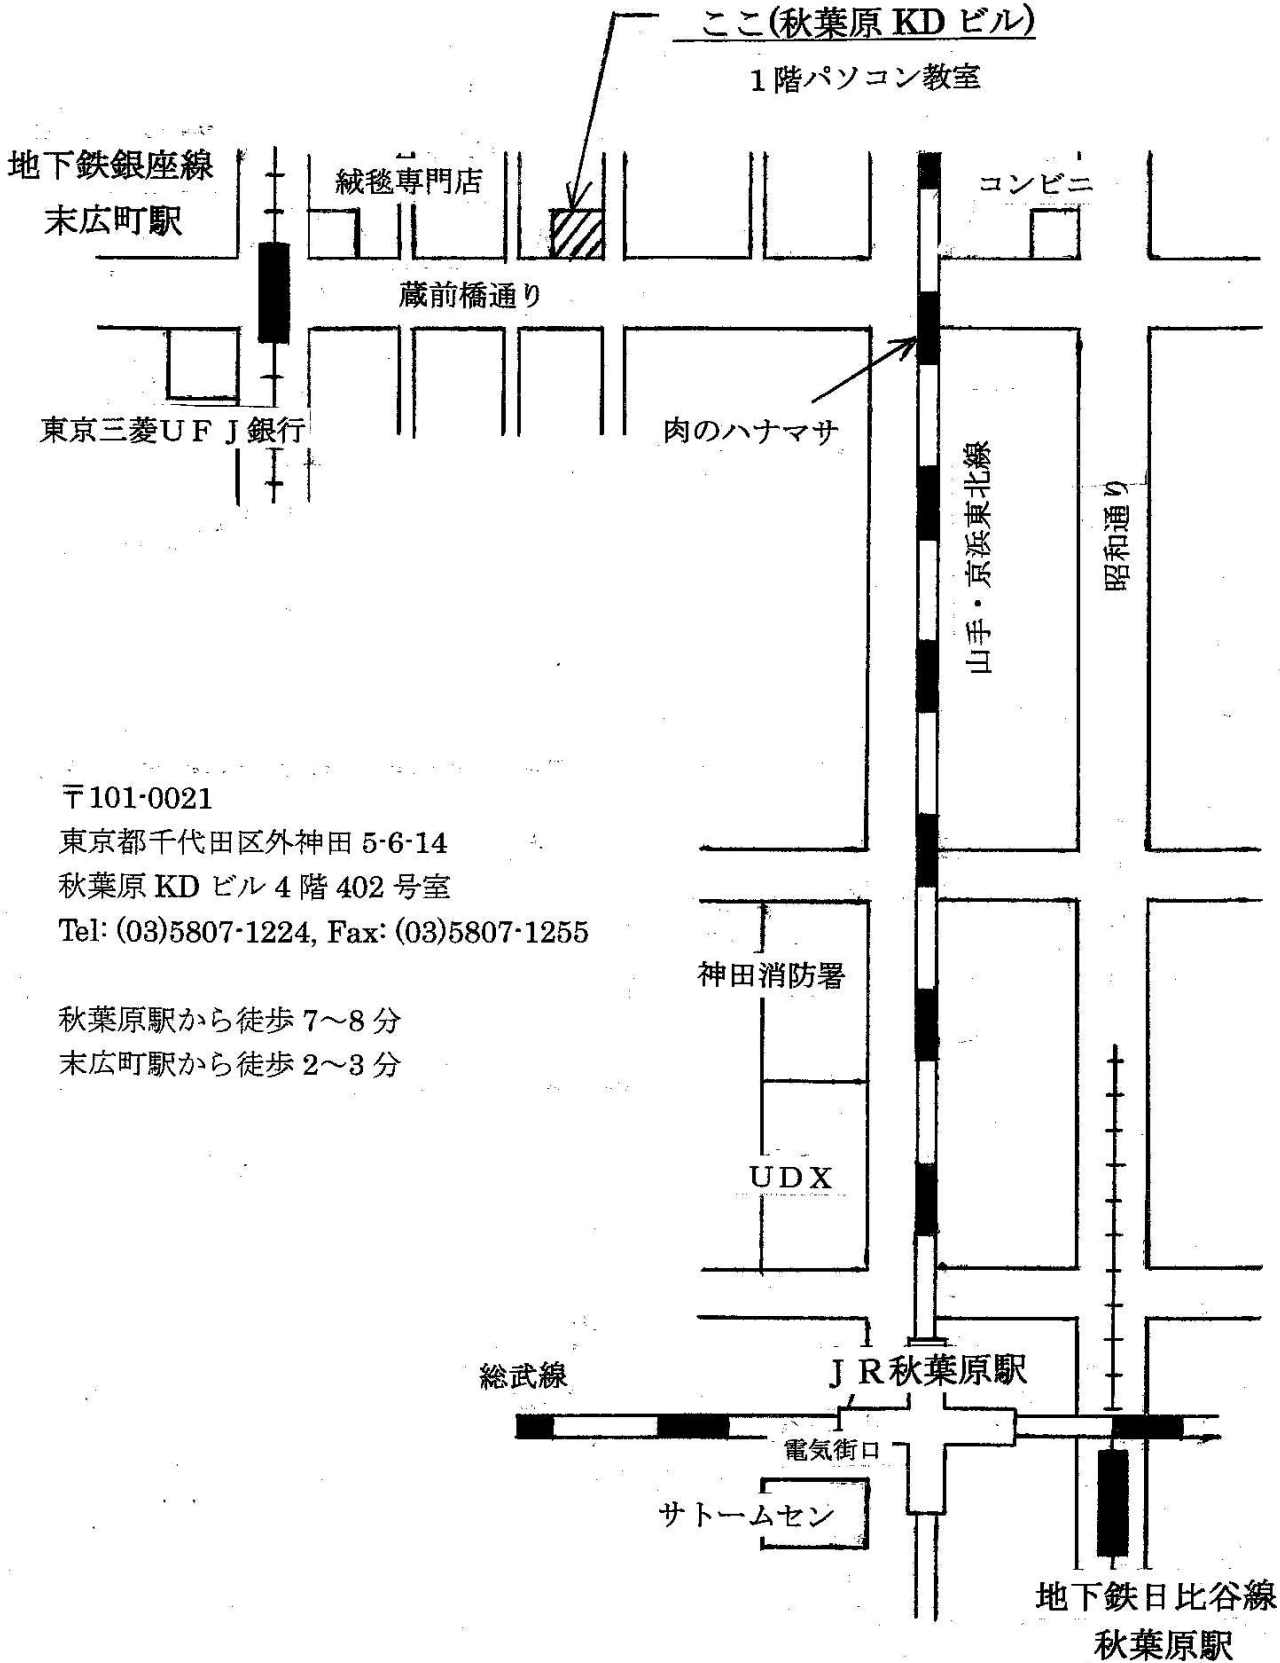 ここ(秋葉原 KD ビル)
1階パソコン教室
地下鉄銀座線
末広町駅
絨毯専門店
コンビニ
蔵前橋通り
東京三菱UFJ銀行
肉のハナマサ
山手・京浜東北線
昭和通り
〒101-0021
東京都千代田区外神田 5-6-14
秋葉原 KD ビル 4 階 402 号室
Tel: (03)5807-1224, Fax: (03)5807-1255
神田消防署
秋葉原駅から徒歩 7～8 分
末広町駅から徒歩 2～3 分
UDX
JR秋葉原駅
総武線
電気街口
サトームセン
地下鉄日比谷線
秋葉原駅